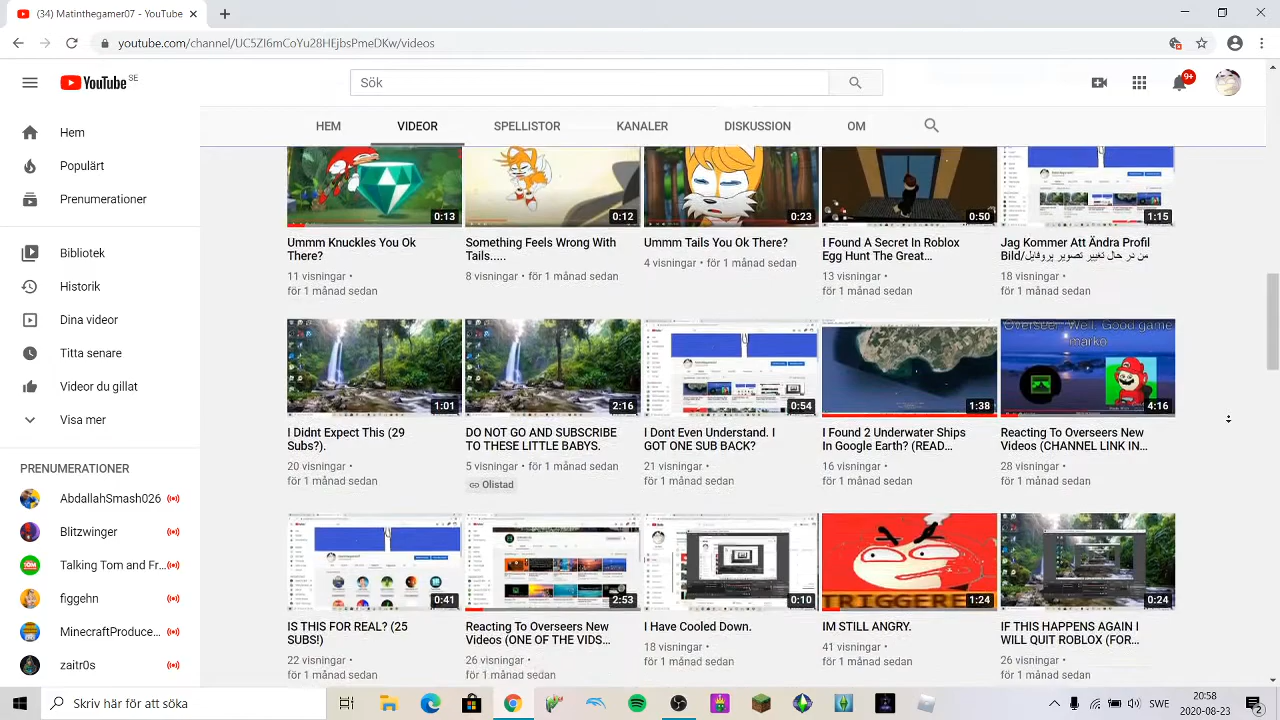 (34) Matinthegamer07 - YouTube
youtube.com/channel/UC5ZI6mCoYu28HEjbsPmeDKw/videos
YouTube SE
Sök
9+
HEM VIDEOR SPELLISTOR KANALER DISKUSSION OM
Hem
Populärt
Prenumerationer
Bibliotek
Historik
Dina videor
Titta senare
Videor du gillat
Visa mer
PRENUMERATIONER
AbdallahSmash026
Talking Tom and Fr...
zaitr0s
0:13
0:12
0:23
0:50
1:15
Ummm Knuckles You Ok
There?
11 visningar •
för 1 månad sedan
Something Feels Wrong With
Tails.....
8 visningar • för 1 månad sedan
Ummm Tails You Ok There?
4 visningar • för 1 månad sedan
I Found A Secret In Roblox
Egg Hunt The Great...
13 visningar •
för 1 månad sedan
Jag Kommer Att Ändra Profil
Bild/من در حال تغییر تصویر پروفایل
18 visningar •
för 1 månad sedan
1:01
2:16
0:54
1:38
4:16
I Didnt Expect This (29
Subs?).
20 visningar •
för 1 månad sedan
DO NOT GO AND SUBSCRIBE
TO THESE LITTLE BABYS.
5 visningar • för 1 månad sedan
Olistad
I Dont Even Understand. I
GOT ONE SUB BACK?
21 visningar •
för 1 månad sedan
I Found 2 Underwater Ships
In Google Earth? (READ...
16 visningar •
för 1 månad sedan
Reacting To Overseers New
Videos (CHANNEL LINK IN...
28 visningar •
för 1 månad sedan
0:41
2:53
0:10
1:24
0:24
IS THIS FOR REAL? (25
SUBS!)
22 visningar •
för 1 månad sedan
Reacting To Overseers New
Videos (ONE OF THE VIDS...
26 visningar •
för 1 månad sedan
I Have Cooled Down.
18 visningar •
för 1 månad sedan
IM STILL ANGRY.
41 visningar •
för 1 månad sedan
IF THIS HAPPENS AGAIN I
WILL QUIT ROBLOX (FOR...
26 visningar •
för 1 månad sedan
Skriv här för att söka
20:58
2020-08-23
2